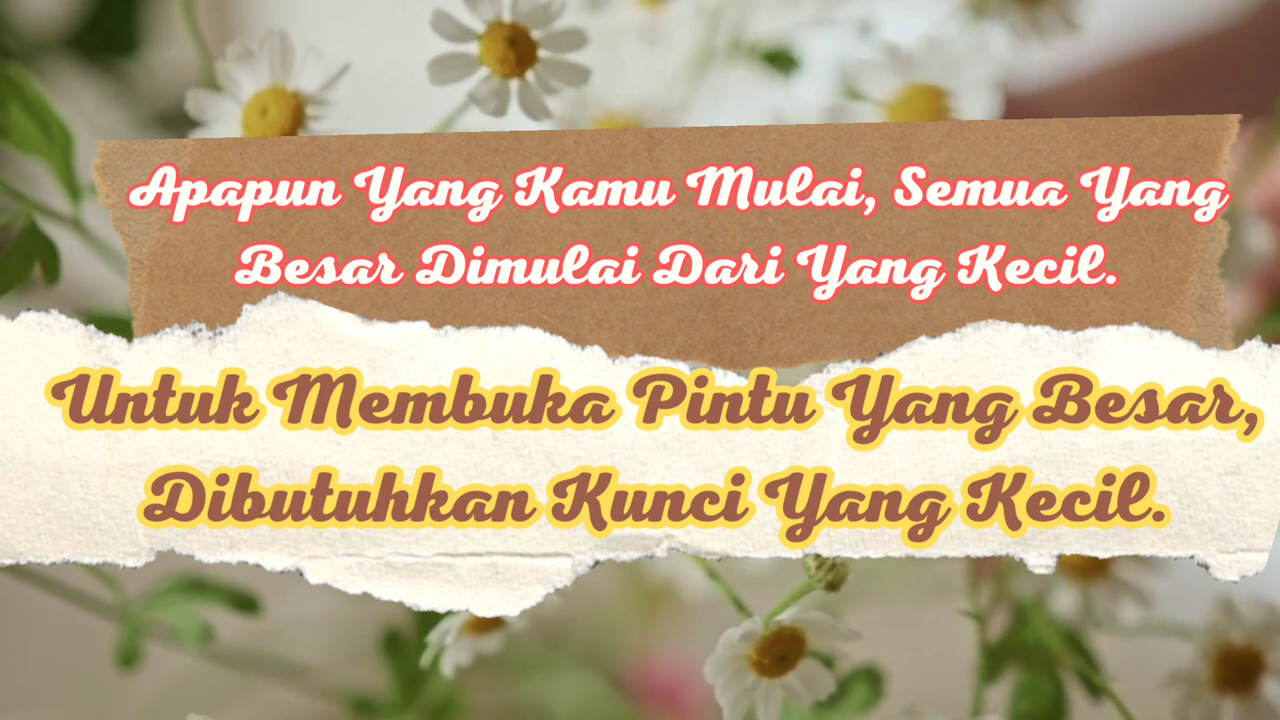 Apapun Yang Kamu Mulai, Semua Yang
Besar Dimulai Dari Yang Kecil.
Untuk Membuka Pintu Yang Besar,
Dibutuhkan Kunci Yang Kecil.